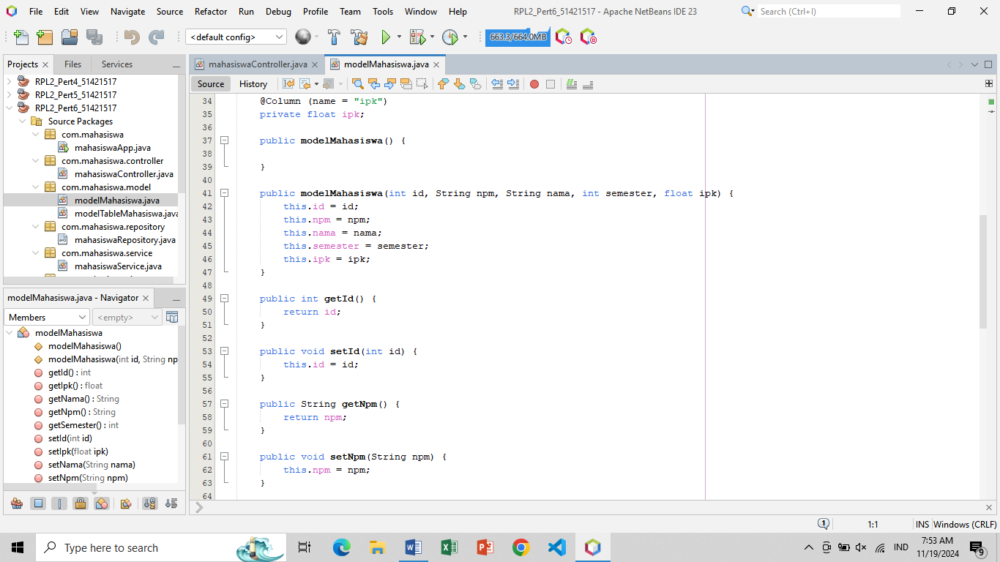 File Edit View Navigate Source Refactor Run Debug Profile Team Tools Window Help RPL2_Pert6_51421517 - Apache NetBeans IDE 23 Search (Ctrl+I)
<default config> 663.3/664.0MB
Projects Files Services
mahasiswaController.java modelMahasiswa.java
Source History
RPL2_Pert4_51421517
RPL2_Pert5_51421517
RPL2_Pert6_51421517
Source Packages
com.mahasiswa
mahasiswaApp.java
com.mahasiswa.controller
mahasiswaController.java
com.mahasiswa.model
modelMahasiswa.java
modelTableMahasiswa.java
com.mahasiswa.repository
mahasiswaRepository.java
com.mahasiswa.service
mahasiswaService.java
modelMahasiswa.java - Navigator
Members <empty>
modelMahasiswa
modelMahasiswa()
modelMahasiswa(int id, String np
getId() : int
getIpk() : float
getNama() : String
getNpm() : String
getSemester() : int
setId(int id)
setIpk(float ipk)
setNama(String nama)
setNpm(String npm)
34 @Column (name = "ipk")
35 private float ipk;
36
37 public modelMahasiswa() {
38
39 }
40
41 public modelMahasiswa(int id, String npm, String nama, int semester, float ipk) {
42 this.id = id;
43 this.npm = npm;
44 this.nama = nama;
45 this.semester = semester;
46 this.ipk = ipk;
47 }
48
49 public int getId() {
50 return id;
51 }
52
53 public void setId(int id) {
54 this.id = id;
55 }
56
57 public String getNpm() {
58 return npm;
59 }
60
61 public void setNpm(String npm) {
62 this.npm = npm;
63 }
64
1 1:1 INS Windows (CRLF)
Type here to search
IND
7:53 AM
11/19/2024
9